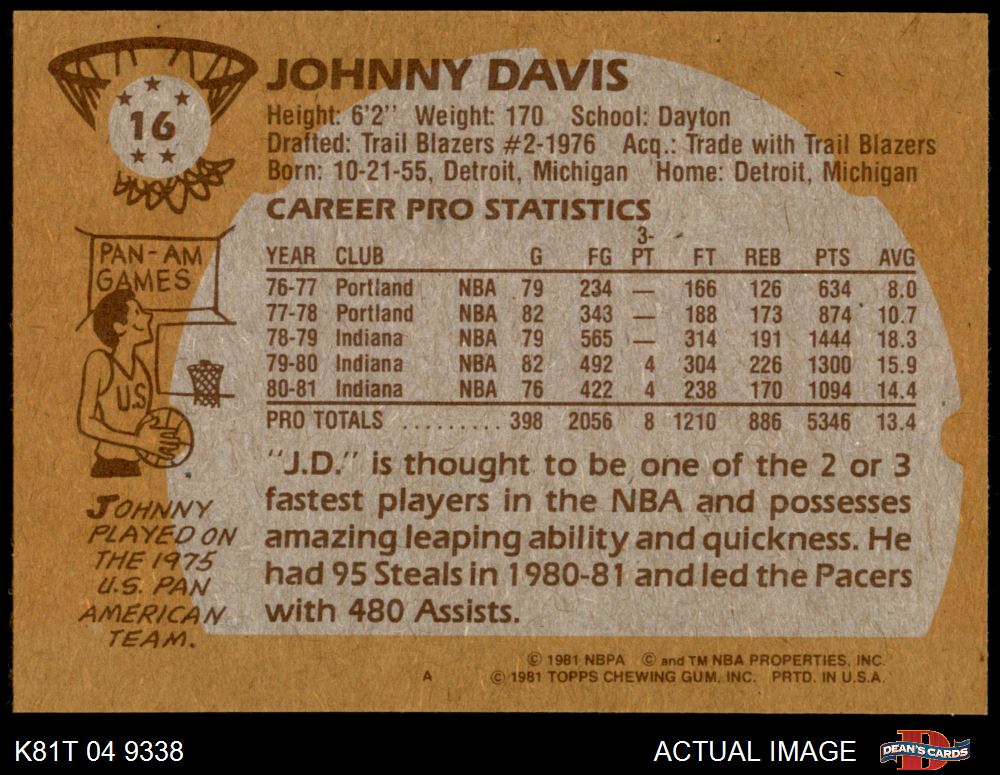 16
JOHNNY DAVIS
Height: 6'2" Weight: 170 School: Dayton
Drafted: Trail Blazers #2-1976 Acq.: Trade with Trail Blazers
Born: 10-21-55, Detroit, Michigan Home: Detroit, Michigan
CAREER PRO STATISTICS
YEAR CLUB G FG 3-PT FT REB PTS AVG
76-77 Portland NBA 79 234 — 166 126 634 8.0
77-78 Portland NBA 82 343 — 188 173 874 10.7
78-79 Indiana NBA 79 565 — 314 191 1444 18.3
79-80 Indiana NBA 82 492 4 304 226 1300 15.9
80-81 Indiana NBA 76 422 4 238 170 1094 14.4
PRO TOTALS .......... 398 2056 8 1210 886 5346 13.4
PAN-AM
GAMES
U.S.
JOHNNY
PLAYED ON
THE 1975
U.S. PAN
AMERICAN
TEAM.
"J.D." is thought to be one of the 2 or 3
fastest players in the NBA and possesses
amazing leaping ability and quickness. He
had 95 Steals in 1980-81 and led the Pacers
with 480 Assists.
© 1981 NBPA © and TM NBA PROPERTIES, INC.
A © 1981 TOPPS CHEWING GUM, INC. PRTD. IN U.S.A.
K81T 04 9338 ACTUAL IMAGE
D
DEAN'S CARDS